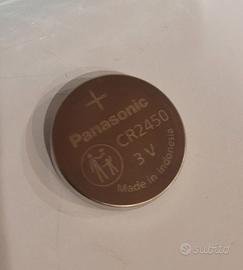 +
Panasonic
CR2450
3 V
Made in Indonesia
subito